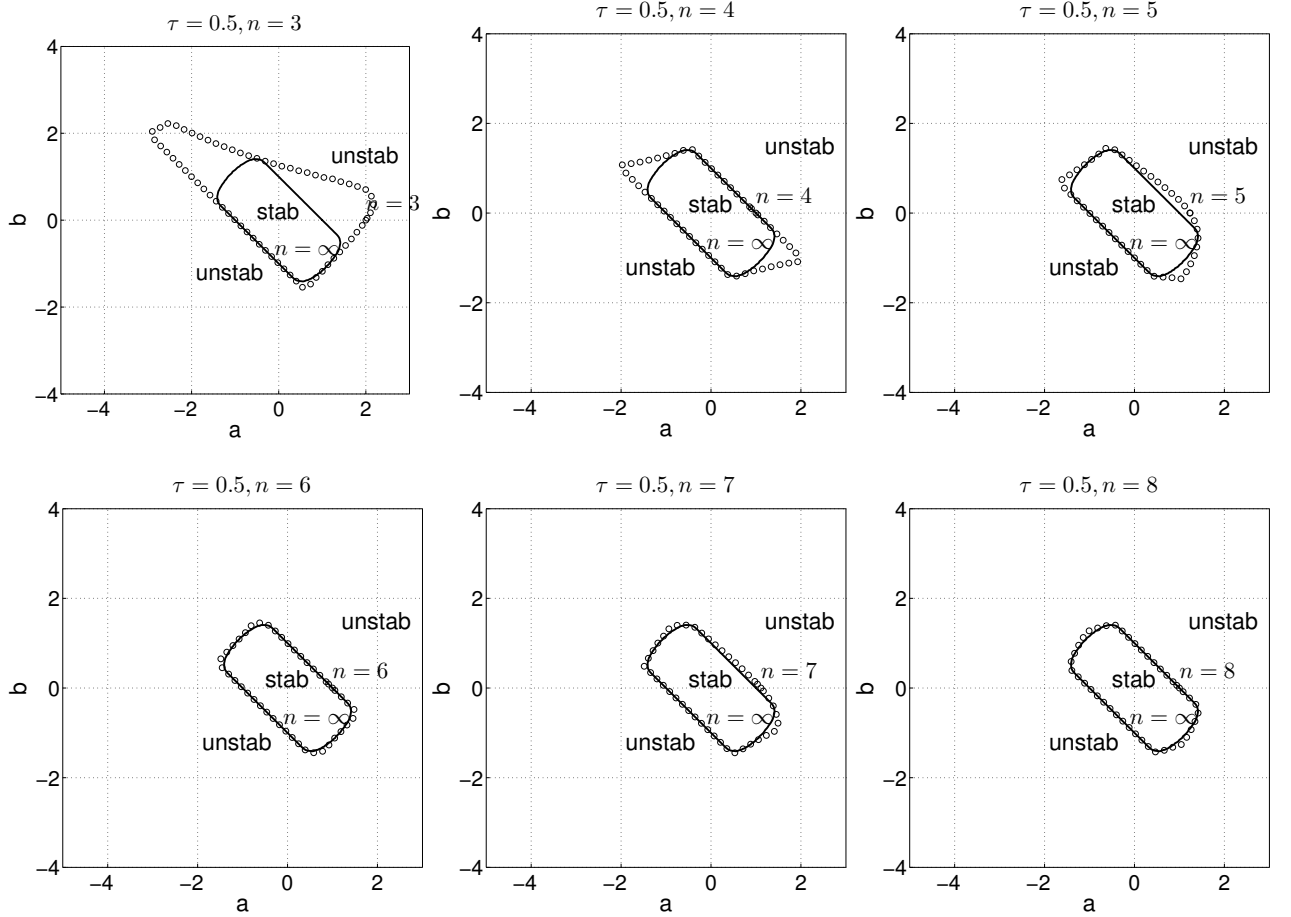 τ = 0.5, n = 3
4
2
0
−2
−4
−4 −2 0 2
a
b
unstab
n = 3
stab
n = ∞
unstab
τ = 0.5, n = 4
4
2
0
−2
−4
−4 −2 0 2
a
b
unstab
n = 4
stab
n = ∞
unstab
τ = 0.5, n = 5
4
2
0
−2
−4
−4 −2 0 2
a
b
unstab
n = 5
stab
n = ∞
unstab
τ = 0.5, n = 6
4
2
0
−2
−4
−4 −2 0 2
a
b
unstab
n = 6
stab
n = ∞
unstab
τ = 0.5, n = 7
4
2
0
−2
−4
−4 −2 0 2
a
b
unstab
n = 7
stab
n = ∞
unstab
τ = 0.5, n = 8
4
2
0
−2
−4
−4 −2 0 2
a
b
unstab
n = 8
stab
n = ∞
unstab